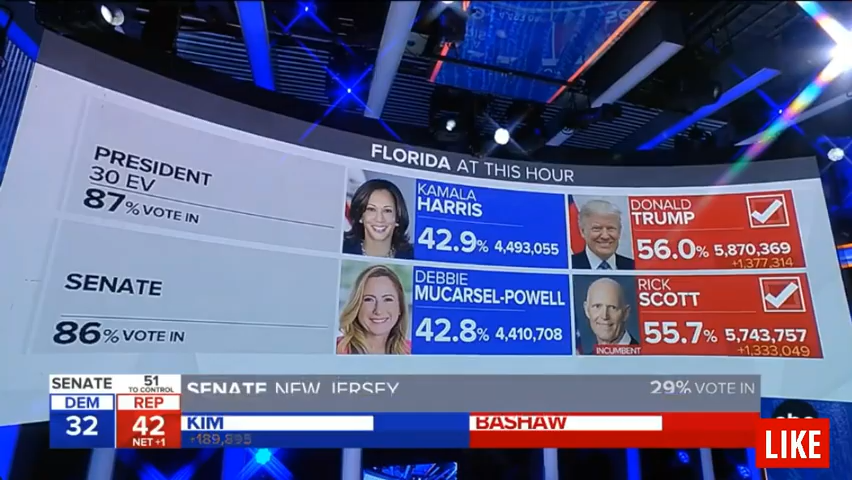 FLORIDA AT THIS HOUR
PRESIDENT
30 EV
87% VOTE IN
KAMALA
HARRIS
42.9% 4,493,055
DONALD
TRUMP
56.0% 5,870,369
+1,377,314
SENATE
86% VOTE IN
DEBBIE
MUCARSEL-POWELL
42.8% 4,410,708
RICK
SCOTT
INCUMBENT
55.7% 5,743,757
+1,333,049
SENATE 51
TO CONTROL
DEM
32
REP
42
NET +1
SENATE NEW JERSEY 29% VOTE IN
KIM
+189,895
BASHAW
abc
LIKE